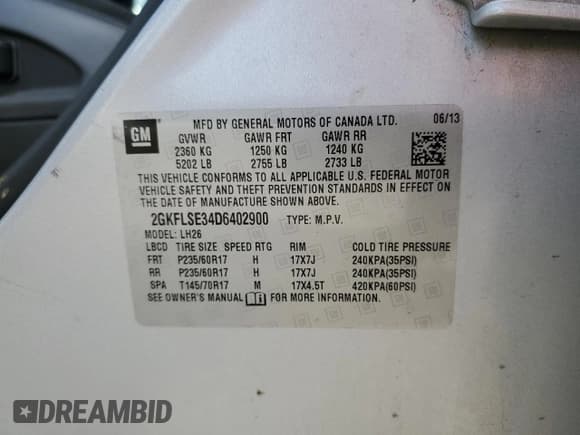 MFD BY GENERAL MOTORS OF CANADA LTD. 06/13
GM
GVWR GAWR FRT GAWR RR
2360 KG 1250 KG 1240 KG
5202 LB 2755 LB 2733 LB
THIS VEHICLE CONFORMS TO ALL APPLICABLE U.S. FEDERAL MOTOR
VEHICLE SAFETY AND THEFT PREVENTION STANDARDS IN EFFECT ON
THE DATE OF MANUFACTURE SHOWN ABOVE.
2GKFLSE34D6402900 TYPE: M.P.V.
MODEL: LH26
LBCD TIRE SIZE SPEED RTG RIM COLD TIRE PRESSURE
FRT P235/60R17 H 17X7J 240KPA(35PSI)
RR P235/60R17 H 17X7J 240KPA(35PSI)
SPA T145/70R17 M 17X4.5T 420KPA(60PSI)
SEE OWNER'S MANUAL FOR MORE INFORMATION.
DREAMBID